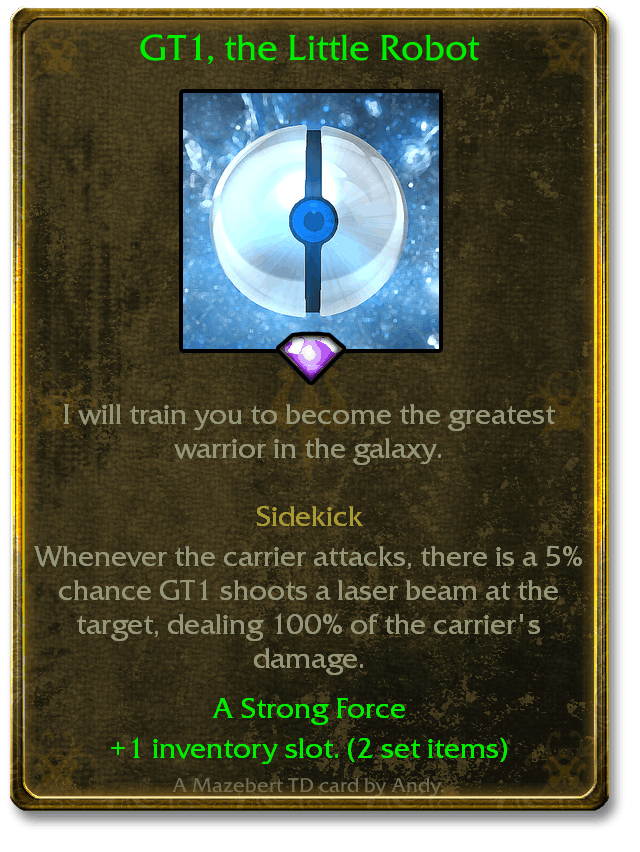 GT1, the Little Robot
I will train you to become the greatest
warrior in the galaxy.
Sidekick
Whenever the carrier attacks, there is a 5%
chance GT1 shoots a laser beam at the
target, dealing 100% of the carrier's
damage.
A Strong Force
+1 inventory slot. (2 set items)
A Mazebert TD card by Andy.